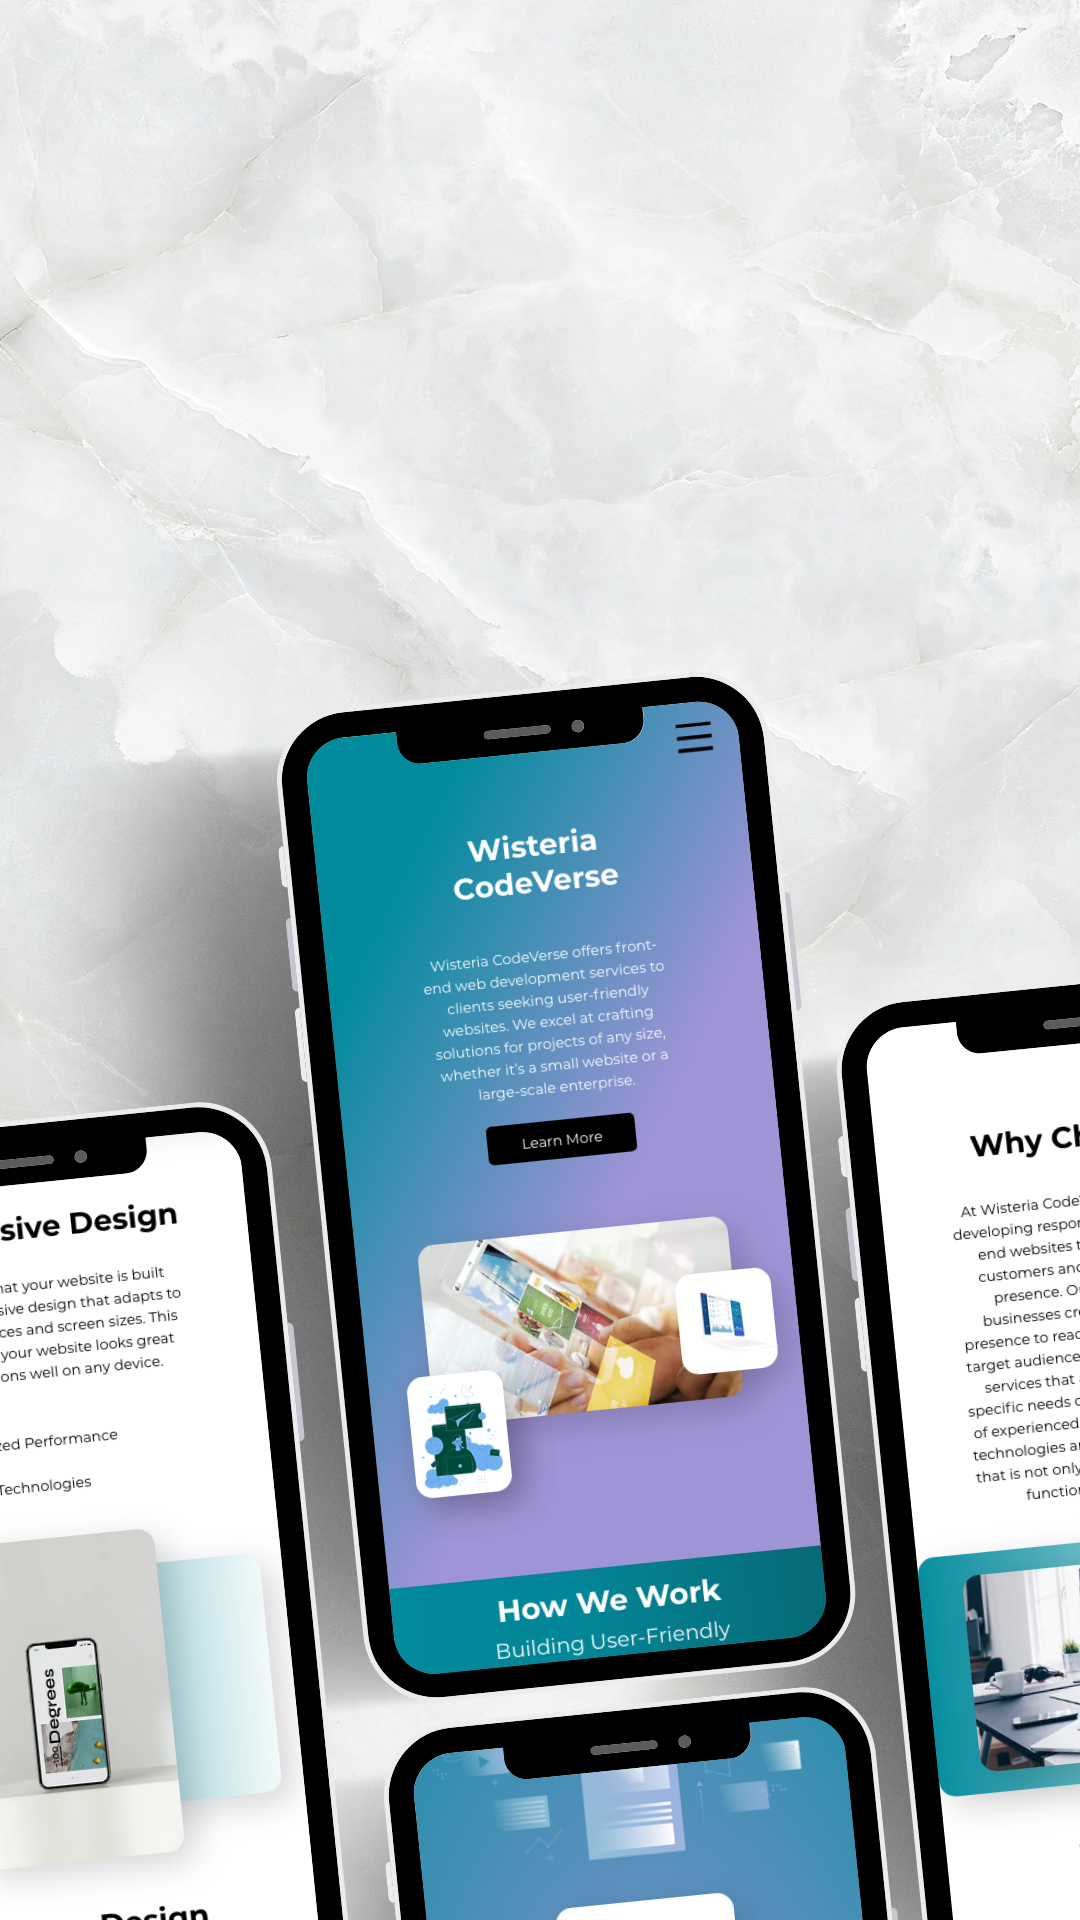 Wisteria
CodeVerse
Wisteria CodeVerse offers front-
end web development services to
clients seeking user-friendly
websites. We excel at crafting
solutions for projects of any size,
whether it's a small website or a
large-scale enterprise.
Learn More
How We Work
Building User-Friendly
sive Design
hat your website is built
sive design that adapts to
ces and screen sizes. This
your website looks great
ons well on any device.
zed Performance
Technologies
-100 Degrees
Design
Why Ch
At Wisteria Code
developing respon
end websites t
customers and
presence. Ou
businesses cre
presence to reac
target audience
services that a
specific needs o
of experienced
technologies an
that is not only
function